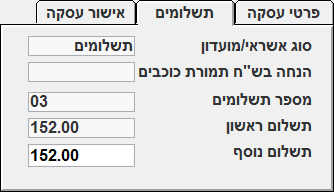 פרטי עסקה תשלומים אישור עסקה
סוג אשראי/מועדון תשלומים
הנחה בש"ח תמורת כוכבים
מספר תשלומים 03
תשלום ראשון 152.00
תשלום נוסף 152.00